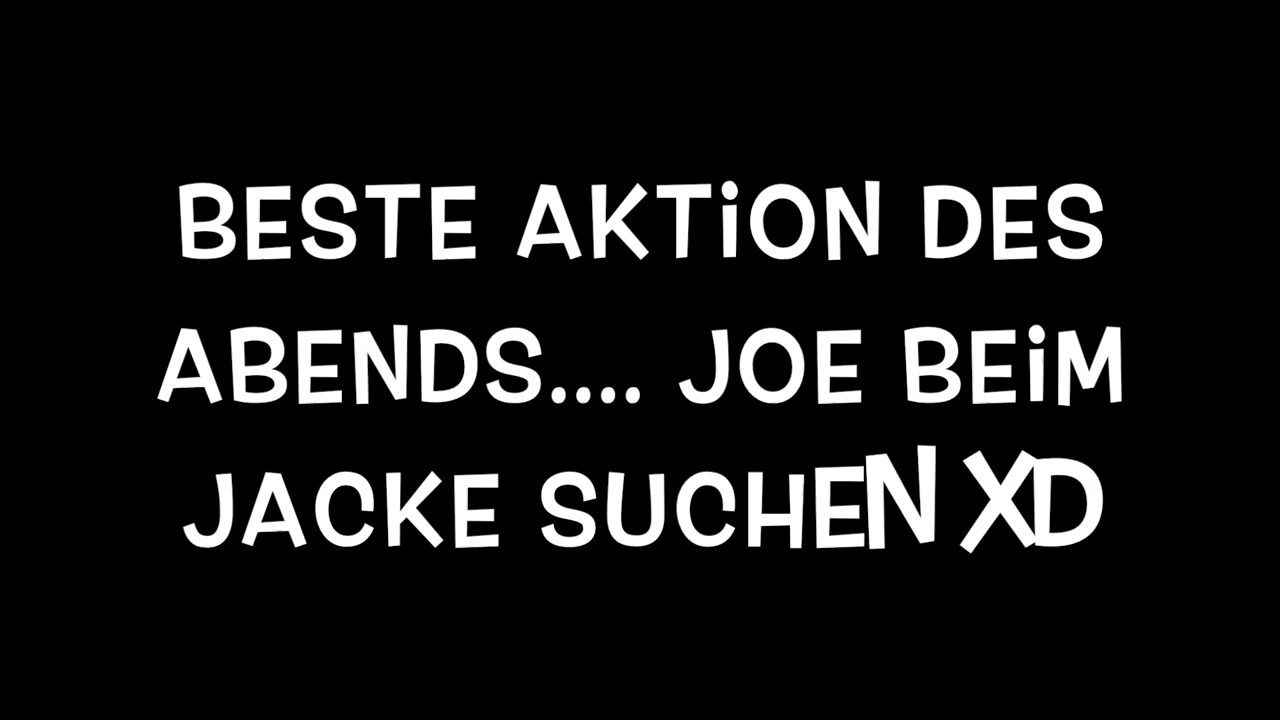 BESTE AKTiON DES
ABENDS.... JOE BEiM
JACKE SUCHEN XD